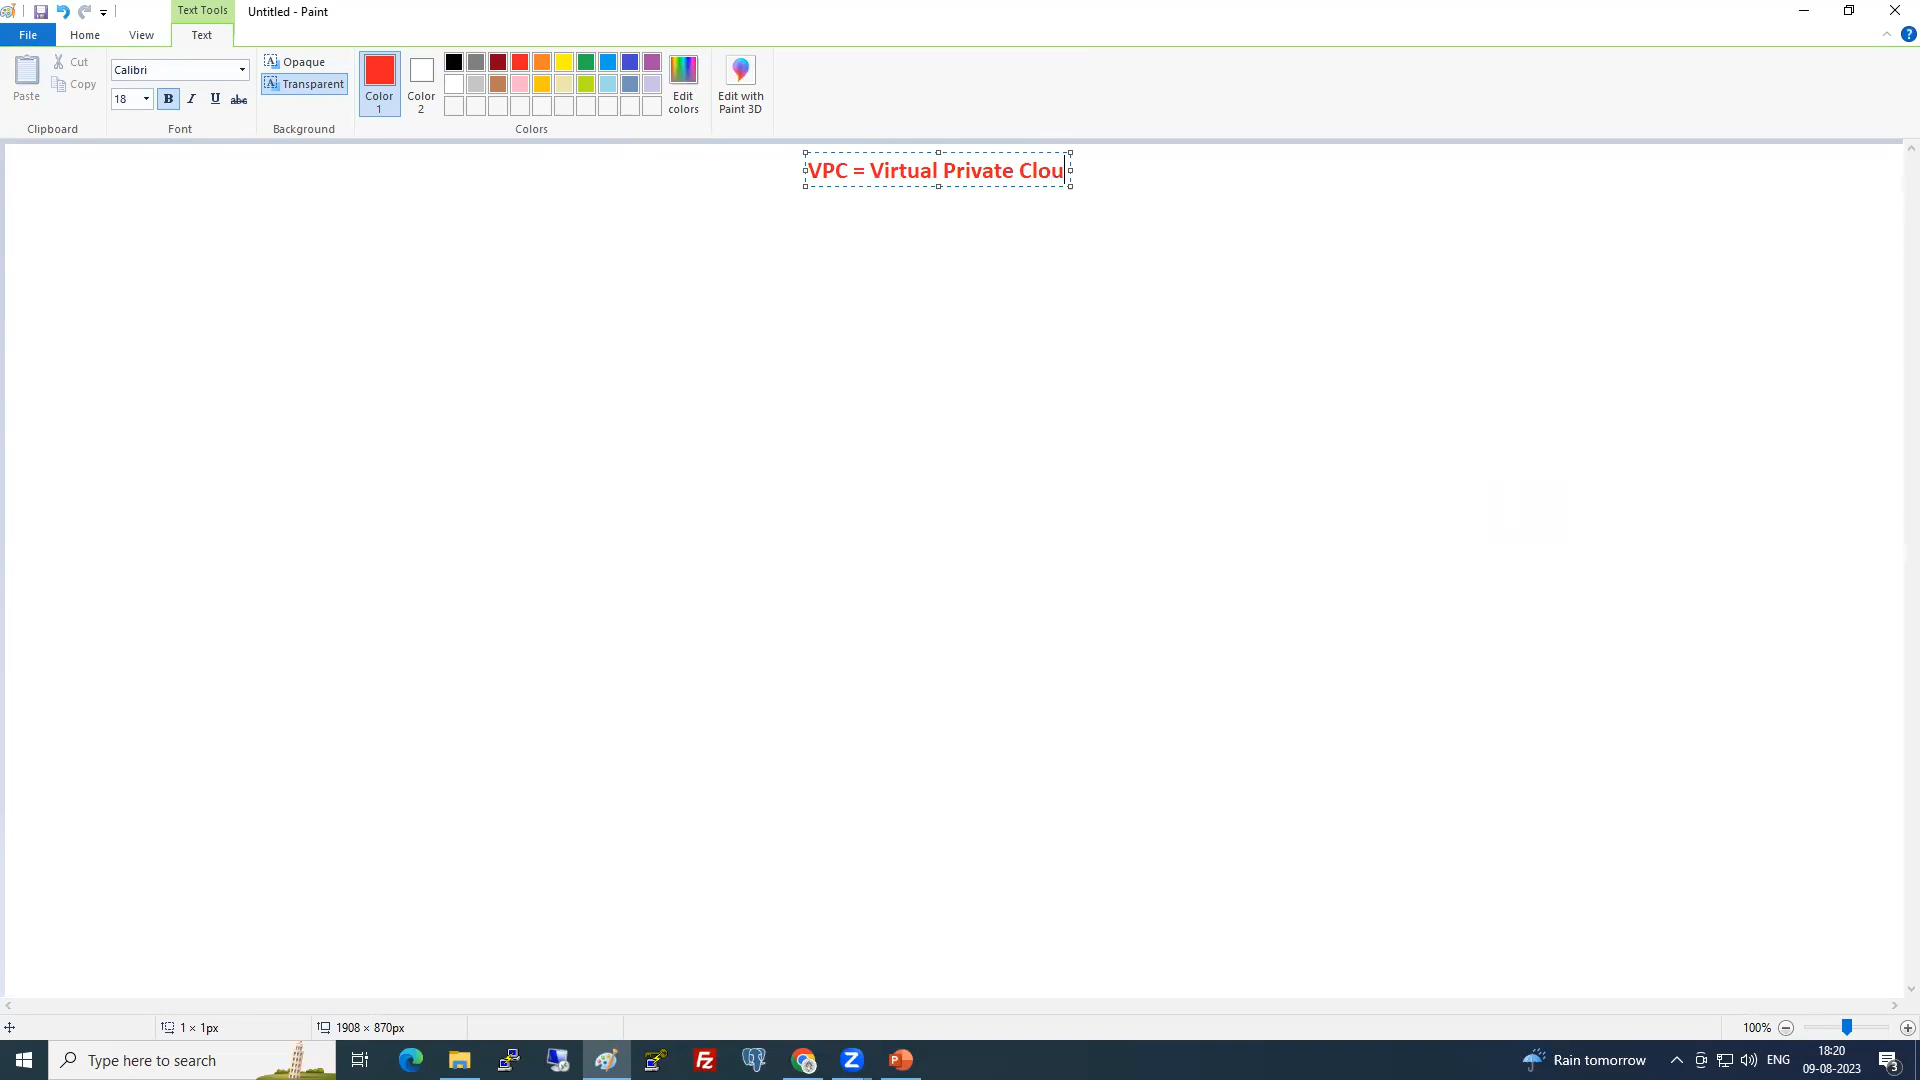 Text Tools
Untitled - Paint
File
Home
View
Text
Paste
Cut
Copy
Clipboard
Calibri
18
B
I
U
abc
Font
A Opaque
A Transparent
Background
Color 1
Color 2
Edit colors
Colors
Edit with Paint 3D
VPC = Virtual Private Clou
1 × 1px
1908 × 870px
100%
Type here to search
Rain tomorrow
ENG
18:20
09-08-2023
3